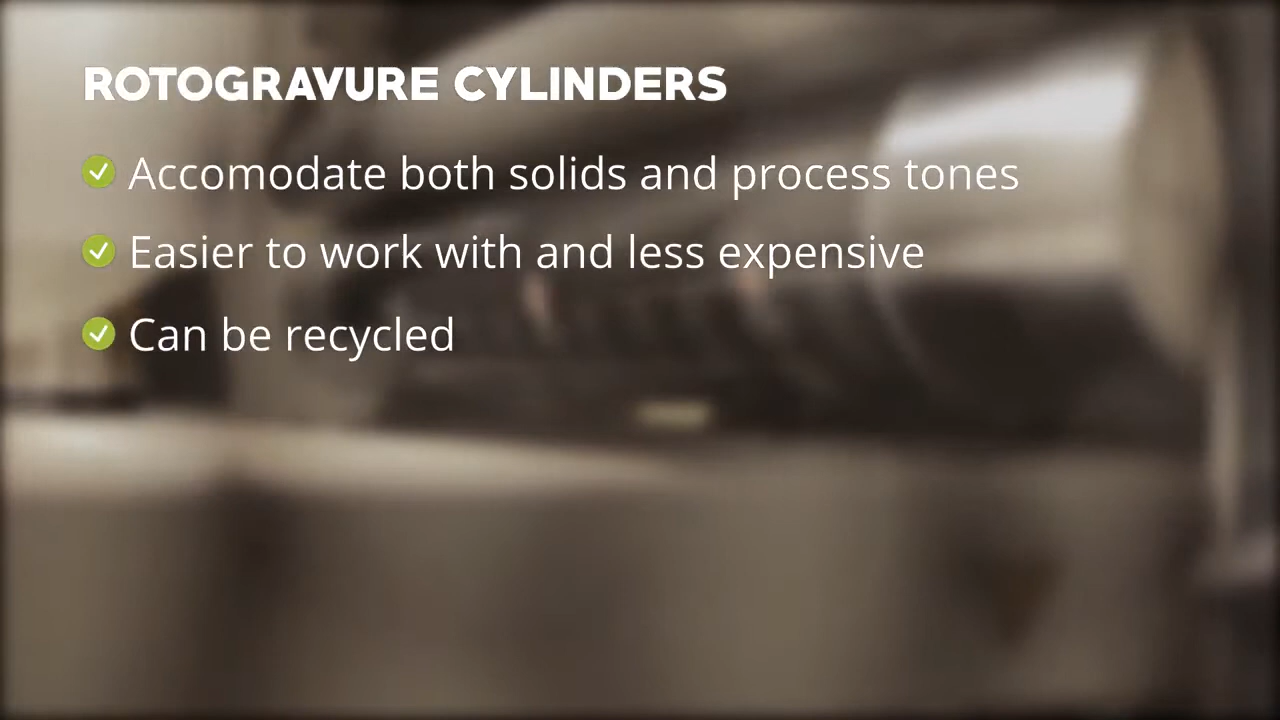 ROTOGRAVURE CYLINDERS
Accomodate both solids and process tones
Easier to work with and less expensive
Can be recycled